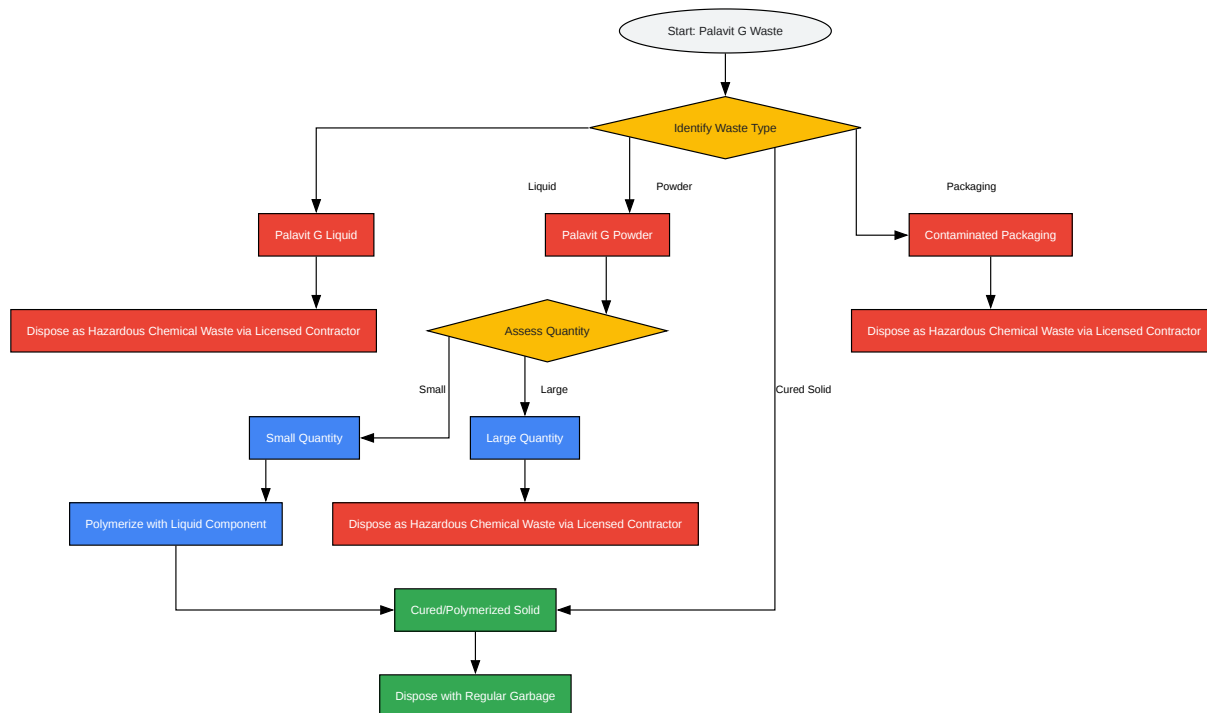 Start: Palavit G Waste
Identify Waste Type
Liquid
Powder
Packaging
Palavit G Liquid
Palavit G Powder
Contaminated Packaging
Dispose as Hazardous Chemical Waste via Licensed Contractor
Assess Quantity
Dispose as Hazardous Chemical Waste via Licensed Contractor
Small
Large
Cured Solid
Small Quantity
Large Quantity
Polymerize with Liquid Component
Dispose as Hazardous Chemical Waste via Licensed Contractor
Cured/Polymerized Solid
Dispose with Regular Garbage